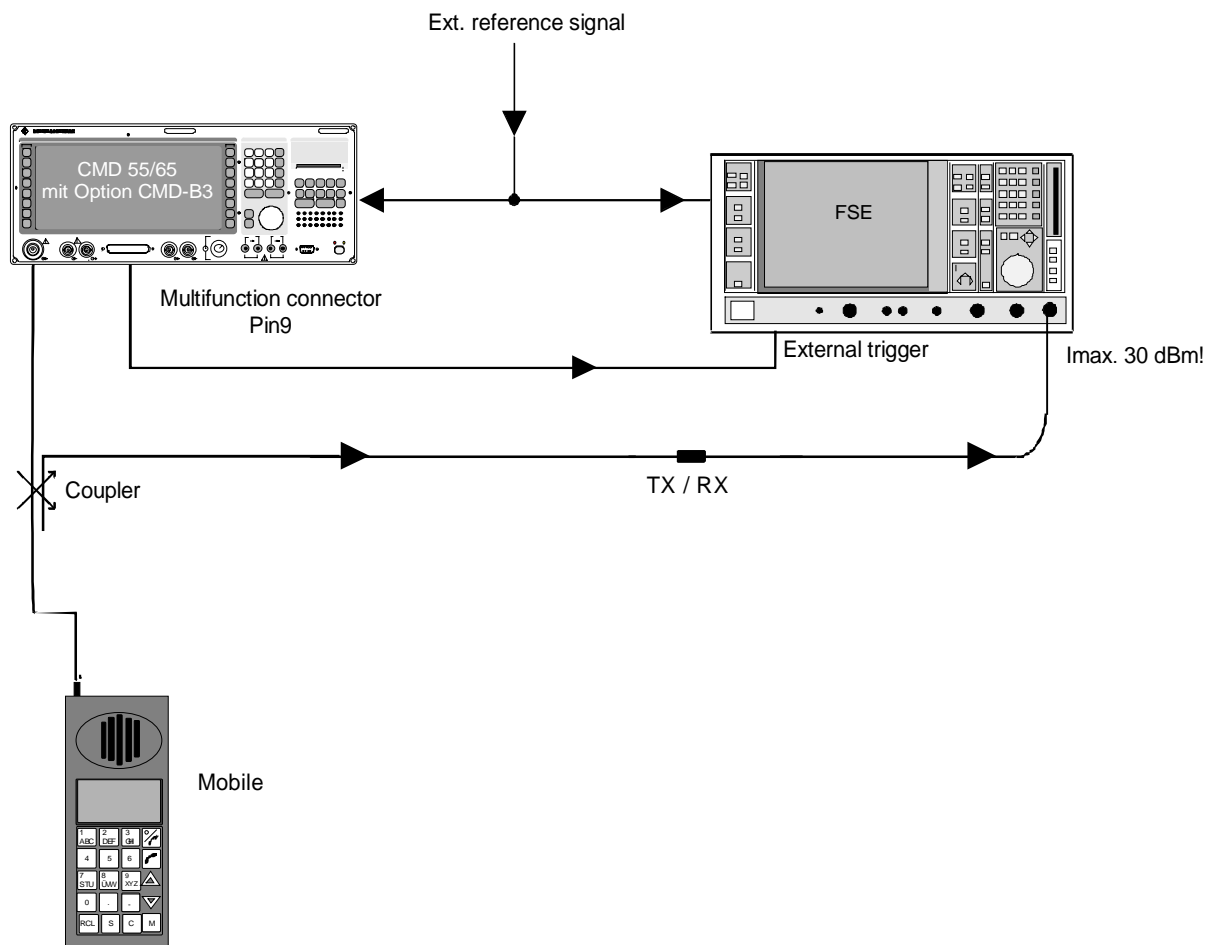 Ext. reference signal
CMD 55/65
mit Option CMD-B3
FSE
Multifunction connector
Pin9
External trigger
Imax. 30 dBm!
Coupler
TX / RX
Mobile
1 2 3
ABC DEF GHI
4 5 6
7 8 9
STU ÜVW XYZ
0 . -
RCL S C M